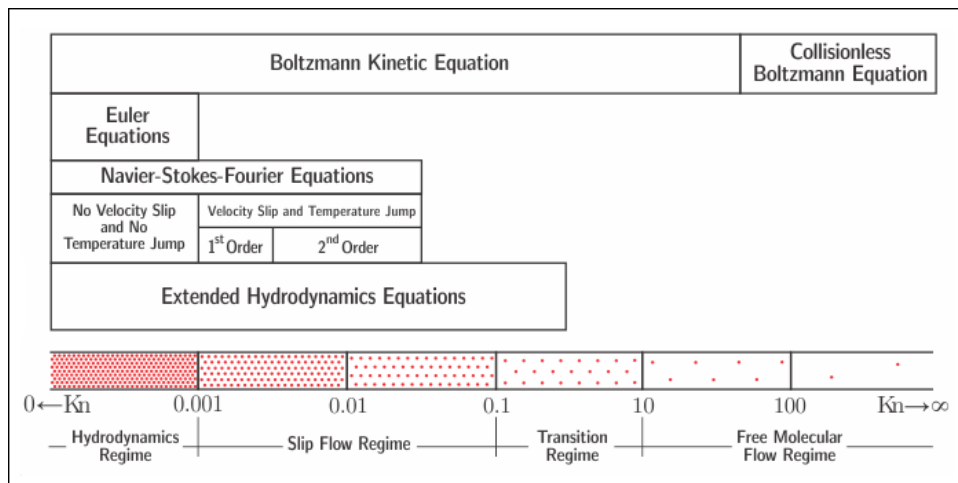 Boltzmann Kinetic Equation
Collisionless
Boltzmann Equation
Euler
Equations
Navier-Stokes-Fourier Equations
No Velocity Slip
and No
Temperature Jump
Velocity Slip and Temperature Jump
1st Order
2nd Order
Extended Hydrodynamics Equations
0←Kn 0.001 0.01 0.1 10 100 Kn→∞
Hydrodynamics
Regime
Slip Flow Regime
Transition
Regime
Free Molecular
Flow Regime